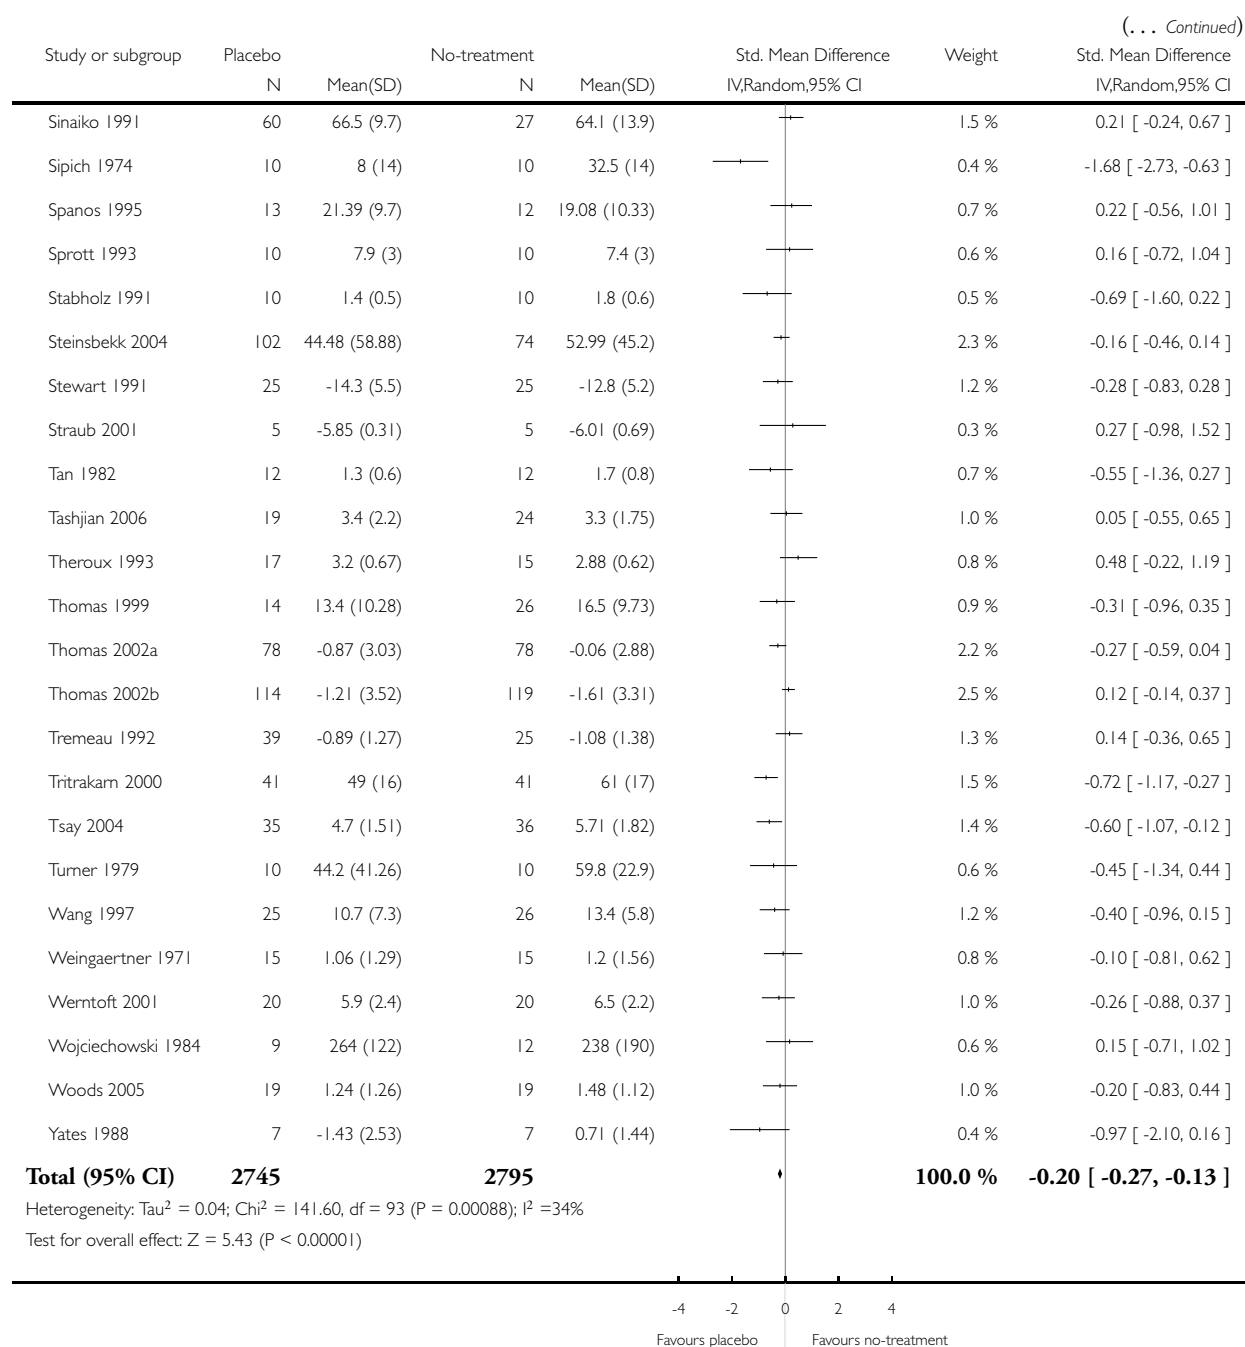 (... Continued)
Study or subgroup Placebo No-treatment Std. Mean Difference Weight Std. Mean Difference
N Mean(SD) N Mean(SD) IV,Random,95% CI IV,Random,95% CI
Sinaiko 1991 60 66.5 (9.7) 27 64.1 (13.9) 1.5 % 0.21 [ -0.24, 0.67 ]
Sipich 1974 10 8 (14) 10 32.5 (14) 0.4 % -1.68 [ -2.73, -0.63 ]
Spanos 1995 13 21.39 (9.7) 12 19.08 (10.33) 0.7 % 0.22 [ -0.56, 1.01 ]
Sprott 1993 10 7.9 (3) 10 7.4 (3) 0.6 % 0.16 [ -0.72, 1.04 ]
Stabholz 1991 10 1.4 (0.5) 10 1.8 (0.6) 0.5 % -0.69 [ -1.60, 0.22 ]
Steinsbekk 2004 102 44.48 (58.88) 74 52.99 (45.2) 2.3 % -0.16 [ -0.46, 0.14 ]
Stewart 1991 25 -14.3 (5.5) 25 -12.8 (5.2) 1.2 % -0.28 [ -0.83, 0.28 ]
Straub 2001 5 -5.85 (0.31) 5 -6.01 (0.69) 0.3 % 0.27 [ -0.98, 1.52 ]
Tan 1982 12 1.3 (0.6) 12 1.7 (0.8) 0.7 % -0.55 [ -1.36, 0.27 ]
Tashjian 2006 19 3.4 (2.2) 24 3.3 (1.75) 1.0 % 0.05 [ -0.55, 0.65 ]
Theroux 1993 17 3.2 (0.67) 15 2.88 (0.62) 0.8 % 0.48 [ -0.22, 1.19 ]
Thomas 1999 14 13.4 (10.28) 26 16.5 (9.73) 0.9 % -0.31 [ -0.96, 0.35 ]
Thomas 2002a 78 -0.87 (3.03) 78 -0.06 (2.88) 2.2 % -0.27 [ -0.59, 0.04 ]
Thomas 2002b 114 -1.21 (3.52) 119 -1.61 (3.31) 2.5 % 0.12 [ -0.14, 0.37 ]
Tremeau 1992 39 -0.89 (1.27) 25 -1.08 (1.38) 1.3 % 0.14 [ -0.36, 0.65 ]
Tritrakarn 2000 41 49 (16) 41 61 (17) 1.5 % -0.72 [ -1.17, -0.27 ]
Tsay 2004 35 4.7 (1.51) 36 5.71 (1.82) 1.4 % -0.60 [ -1.07, -0.12 ]
Turner 1979 10 44.2 (41.26) 10 59.8 (22.9) 0.6 % -0.45 [ -1.34, 0.44 ]
Wang 1997 25 10.7 (7.3) 26 13.4 (5.8) 1.2 % -0.40 [ -0.96, 0.15 ]
Weingaertner 1971 15 1.06 (1.29) 15 1.2 (1.56) 0.8 % -0.10 [ -0.81, 0.62 ]
Werntoft 2001 20 5.9 (2.4) 20 6.5 (2.2) 1.0 % -0.26 [ -0.88, 0.37 ]
Wojciechowski 1984 9 264 (122) 12 238 (190) 0.6 % 0.15 [ -0.71, 1.02 ]
Woods 2005 19 1.24 (1.26) 19 1.48 (1.12) 1.0 % -0.20 [ -0.83, 0.44 ]
Yates 1988 7 -1.43 (2.53) 7 0.71 (1.44) 0.4 % -0.97 [ -2.10, 0.16 ]
Total (95% CI) 2745 2795 100.0 % -0.20 [ -0.27, -0.13 ]
Heterogeneity: Tau² = 0.04; Chi² = 141.60, df = 93 (P = 0.00088); I² =34%
Test for overall effect: Z = 5.43 (P < 0.00001)
-4 -2 0 2 4
Favours placebo Favours no-treatment